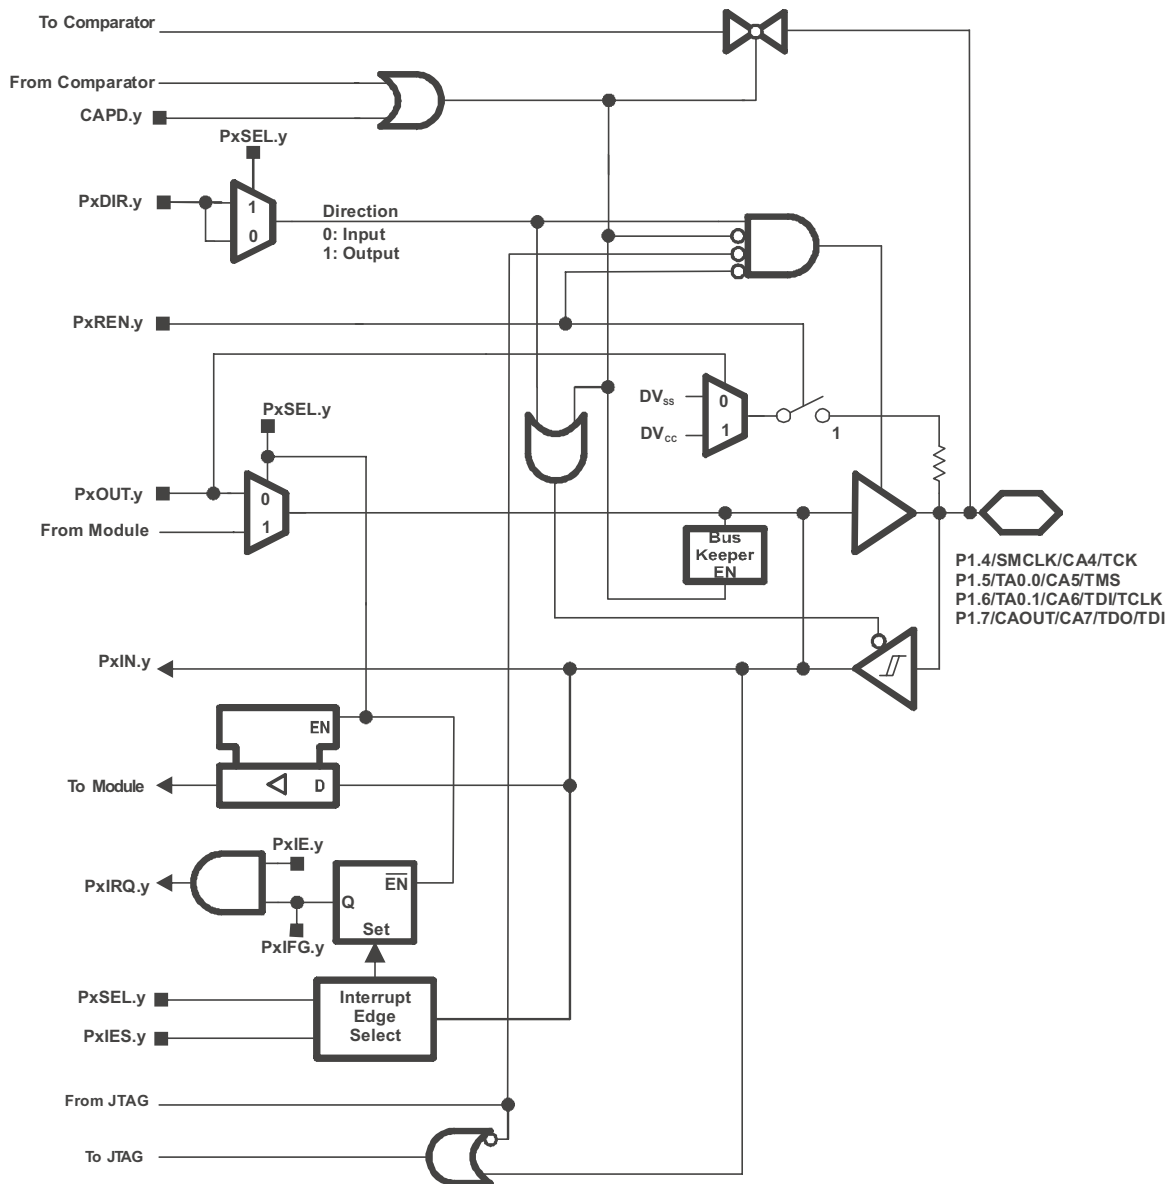 To Comparator
From Comparator
CAPD.y
PxSEL.y
PxDIR.y
1
0
Direction
0: Input
1: Output
PxREN.y
DVss
0
DVcc
1
1
PxSEL.y
PxOUT.y
0
From Module
1
Bus
Keeper
EN
P1.4/SMCLK/CA4/TCK
P1.5/TA0.0/CA5/TMS
P1.6/TA0.1/CA6/TDI/TCLK
P1.7/CAOUT/CA7/TDO/TDI
PxIN.y
EN
To Module
D
PxIE.y
PxIRQ.y
EN
Q
Set
PxIFG.y
PxSEL.y
PxIES.y
Interrupt
Edge
Select
From JTAG
To JTAG